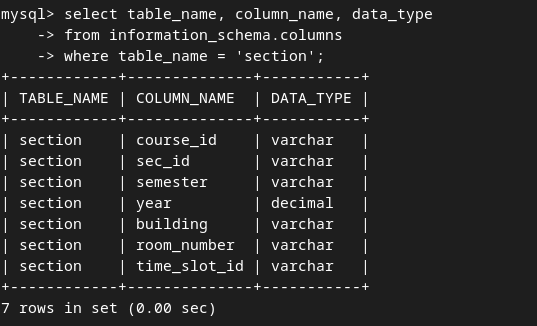 mysql> select table_name, column_name, data_type
    -> from information_schema.columns
    -> where table_name = 'section';
+------------+--------------+-----------+
| TABLE_NAME | COLUMN_NAME  | DATA_TYPE |
+------------+--------------+-----------+
| section    | course_id    | varchar   |
| section    | sec_id       | varchar   |
| section    | semester     | varchar   |
| section    | year         | decimal   |
| section    | building     | varchar   |
| section    | room_number  | varchar   |
| section    | time_slot_id | varchar   |
+------------+--------------+-----------+
7 rows in set (0.00 sec)